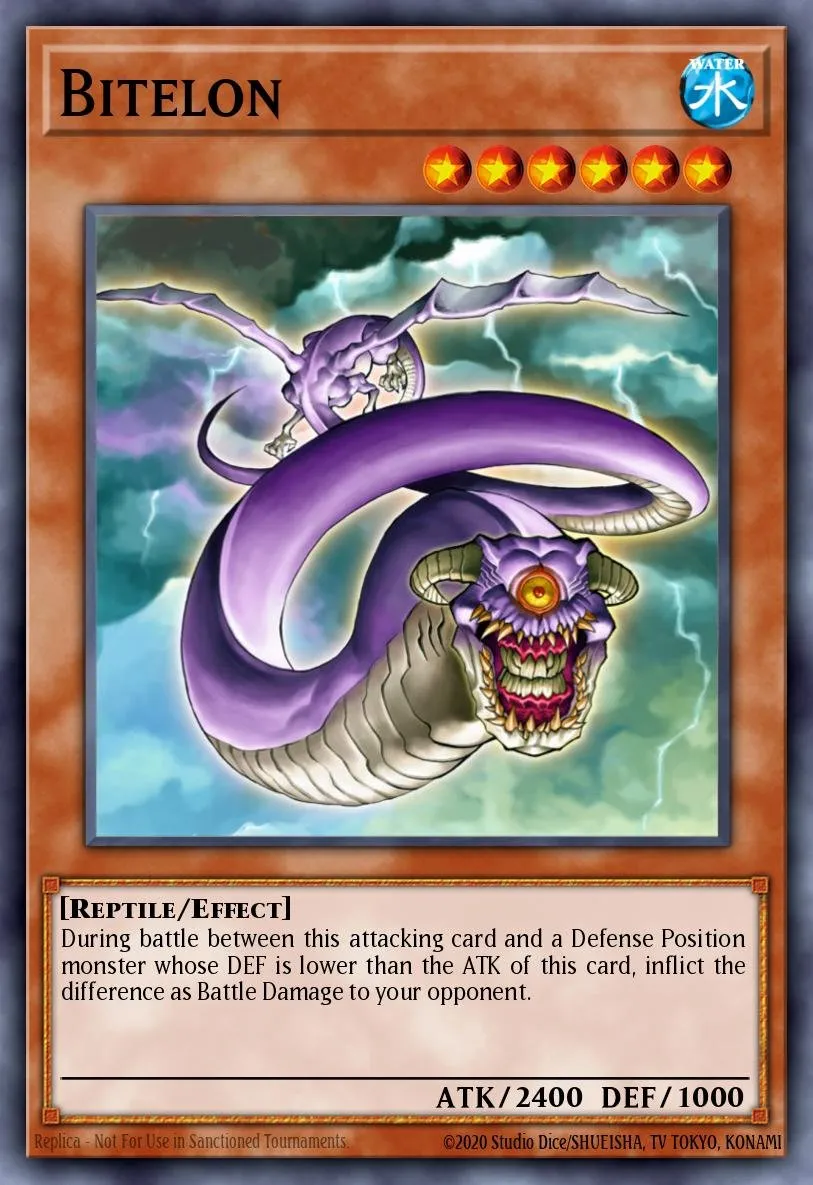 BITELON
WATER
水
[REPTILE/EFFECT]
During battle between this attacking card and a Defense Position
monster whose DEF is lower than the ATK of this card, inflict the
difference as Battle Damage to your opponent.
ATK/2400 DEF/1000
Replica - Not For Use in Sanctioned Tournaments.
©2020 Studio Dice/SHUEISHA, TV TOKYO, KONAMI